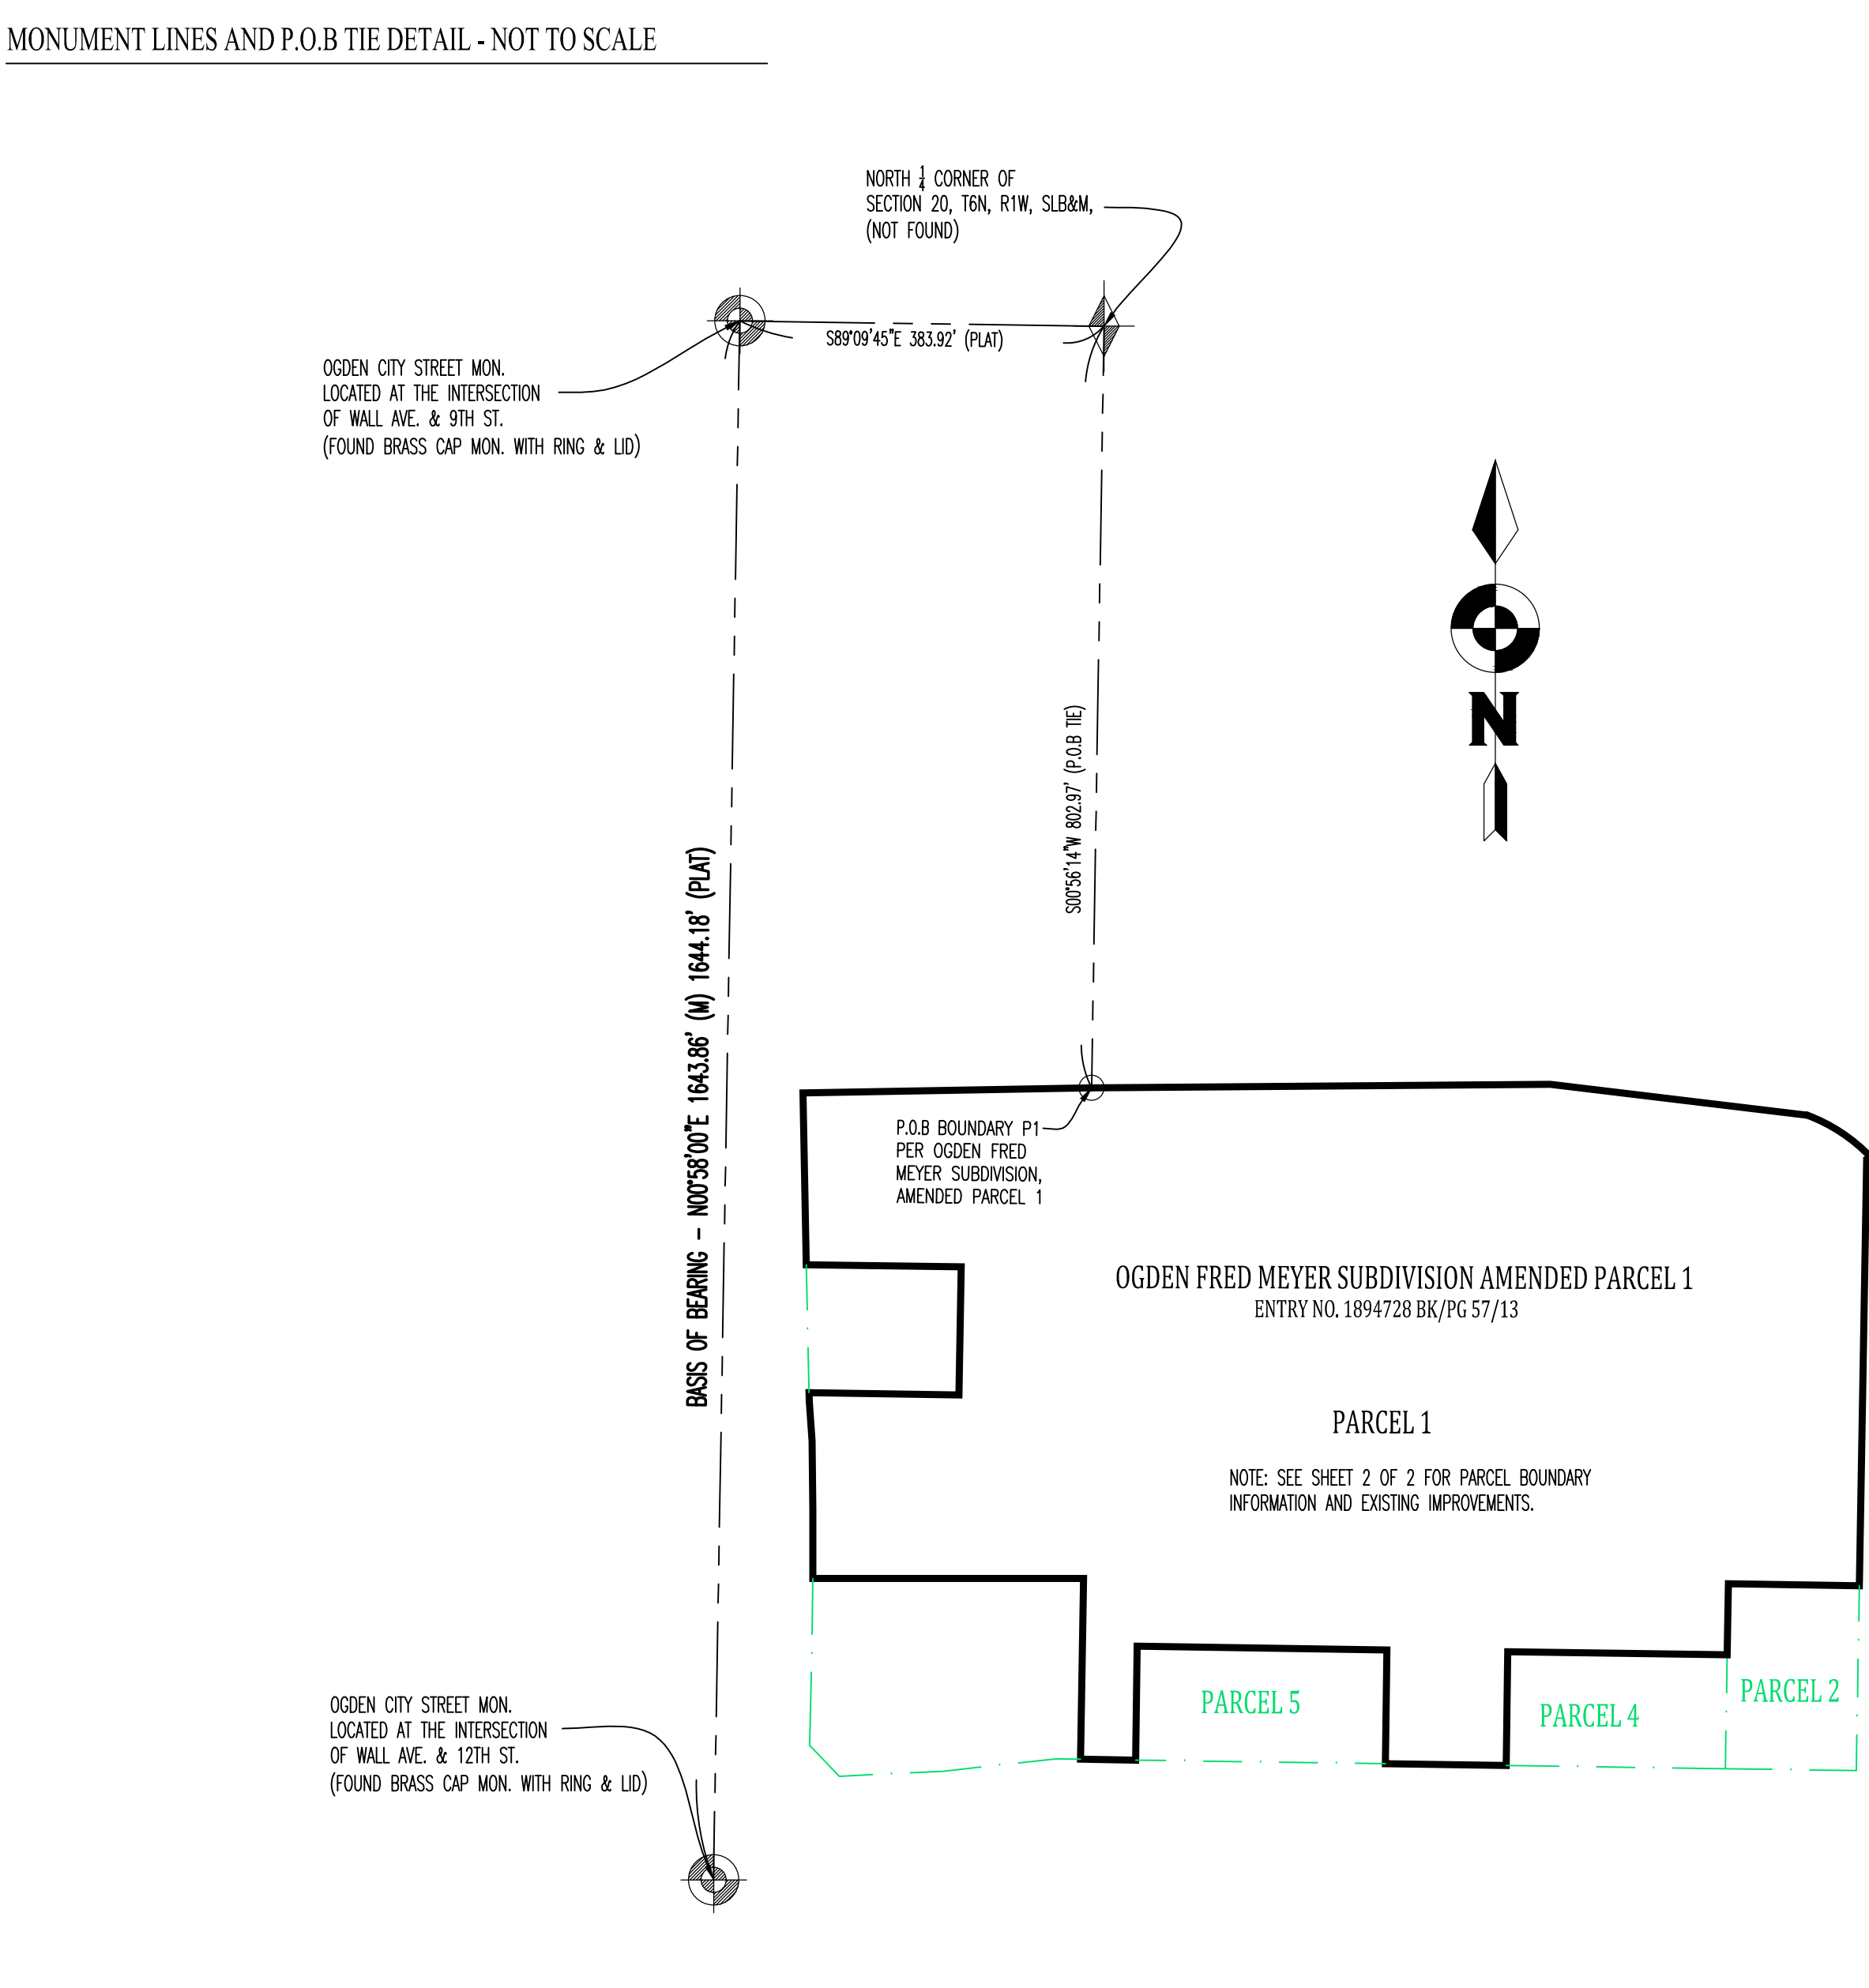 MONUMENT LINES AND P.O.B TIE DETAIL - NOT TO SCALE
NORTH 1/4 CORNER OF
SECTION 20, T6N, R1W, SLB&M,
(NOT FOUND)
S89°09'45"E 383.92' (PLAT)
OGDEN CITY STREET MON.
LOCATED AT THE INTERSECTION
OF WALL AVE. & 9TH ST.
(FOUND BRASS CAP MON. WITH RING & LID)
N
S00°56'14"W 802.97' (P.O.B TIE)
BASIS OF BEARING - N00°58'00"E 1643.86' (M) 1644.18' (PLAT)
P.O.B BOUNDARY P1
PER OGDEN FRED
MEYER SUBDIVISION,
AMENDED PARCEL 1
OGDEN FRED MEYER SUBDIVISION AMENDED PARCEL 1
ENTRY NO. 1894728 BK/PG 57/13
PARCEL 1
NOTE: SEE SHEET 2 OF 2 FOR PARCEL BOUNDARY
INFORMATION AND EXISTING IMPROVEMENTS.
PARCEL 5
PARCEL 4
PARCEL 2
OGDEN CITY STREET MON.
LOCATED AT THE INTERSECTION
OF WALL AVE. & 12TH ST.
(FOUND BRASS CAP MON. WITH RING & LID)